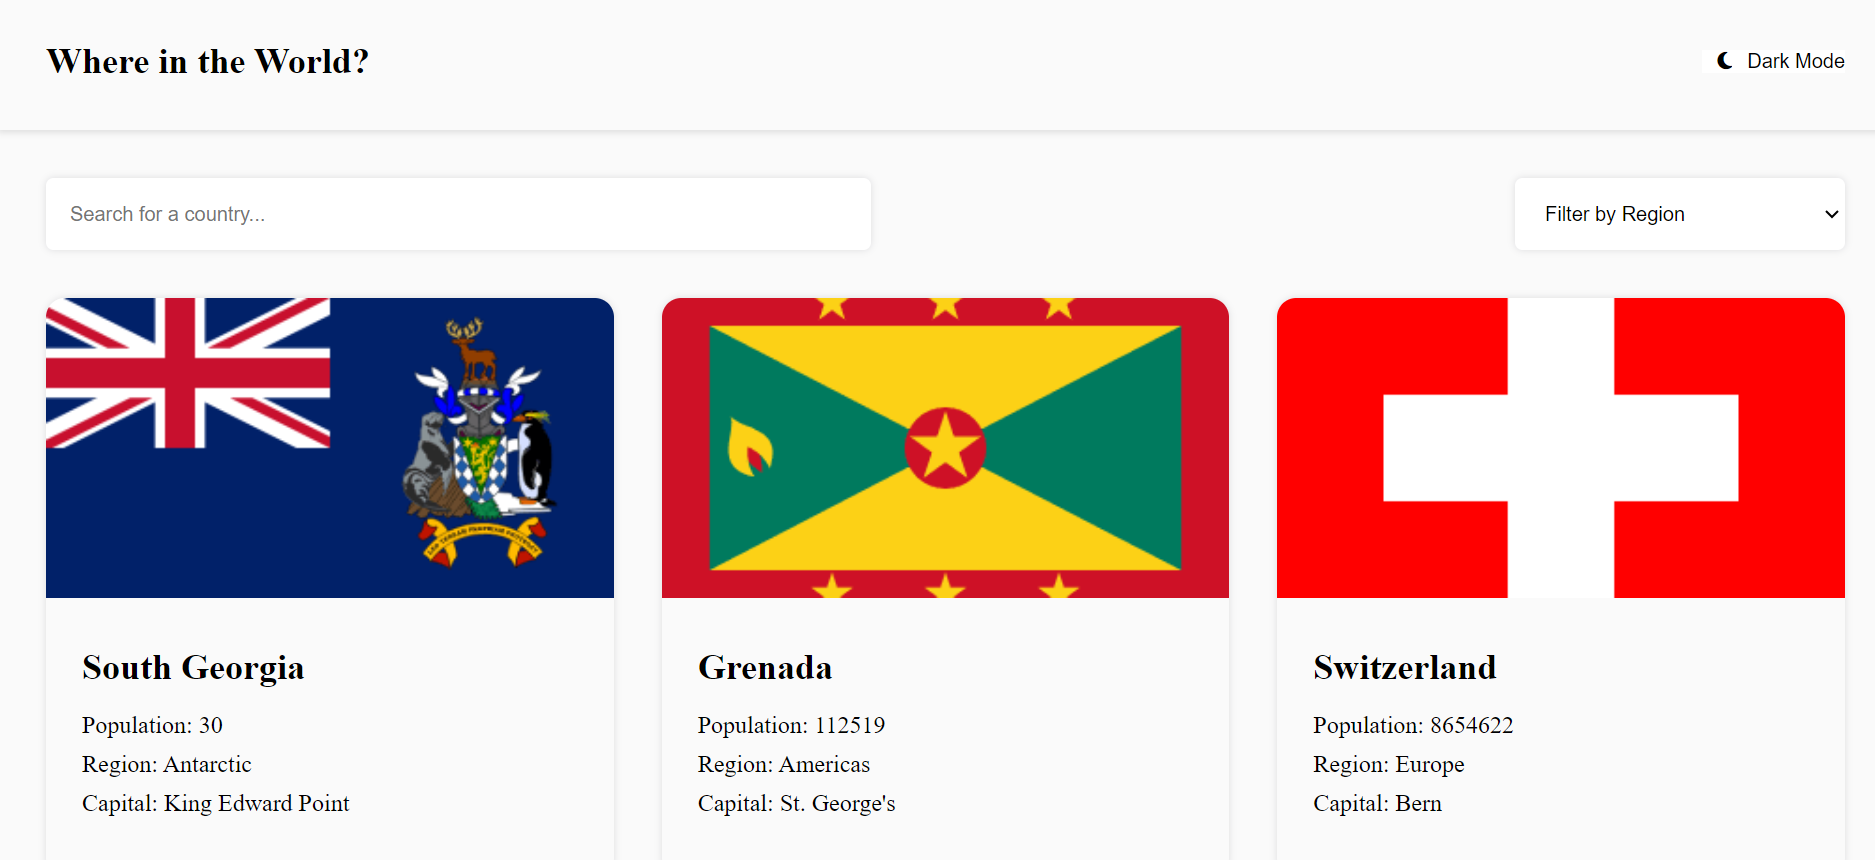 Where in the World?
Dark Mode
Search for a country...
Filter by Region
South Georgia
Population: 30
Region: Antarctic
Capital: King Edward Point
Grenada
Population: 112519
Region: Americas
Capital: St. George's
Switzerland
Population: 8654622
Region: Europe
Capital: Bern